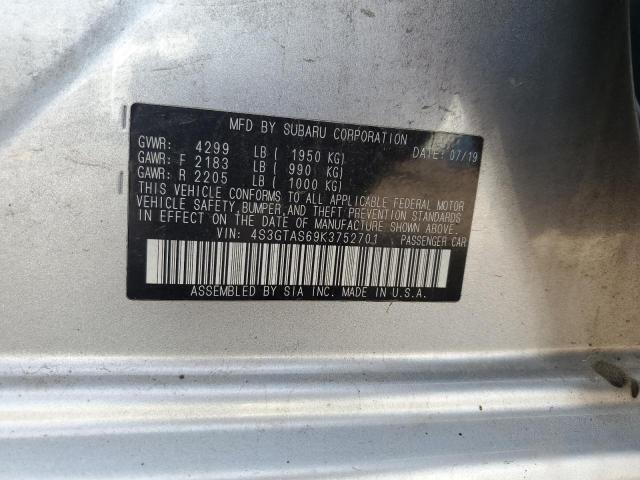 MFD BY SUBARU CORPORATION
GVWR: 4299 LB ( 1950 KG) DATE: 07/19
GAWR: F 2183 LB ( 990 KG)
GAWR: R 2205 LB ( 1000 KG)
THIS VEHICLE CONFORMS TO ALL APPLICABLE FEDERAL MOTOR
VEHICLE SAFETY, BUMPER, AND THEFT PREVENTION STANDARDS
IN EFFECT ON THE DATE OF MANUFACTURE SHOWN ABOVE.
VIN: 4S3GTAS69K3752701 PASSENGER CAR
ASSEMBLED BY SIA INC. MADE IN U.S.A.